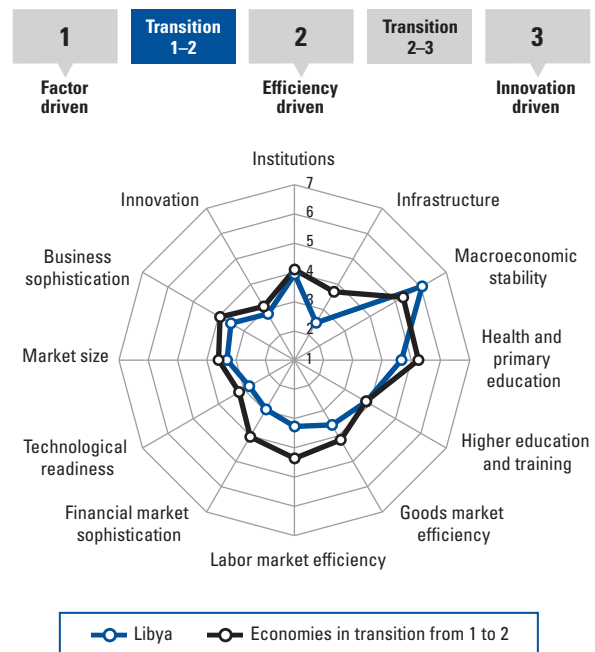 1
Transition
1–2
2
Transition
2–3
3
Factor
driven
Efficiency
driven
Innovation
driven
Institutions
7
Innovation
Infrastructure
6
5
Business
sophistication
Macroeconomic
stability
4
3
2
Market size
1
Health and
primary
education
Technological
readiness
Higher education
and training
Financial market
sophistication
Goods market
efficiency
Labor market efficiency
Libya
Economies in transition from 1 to 2